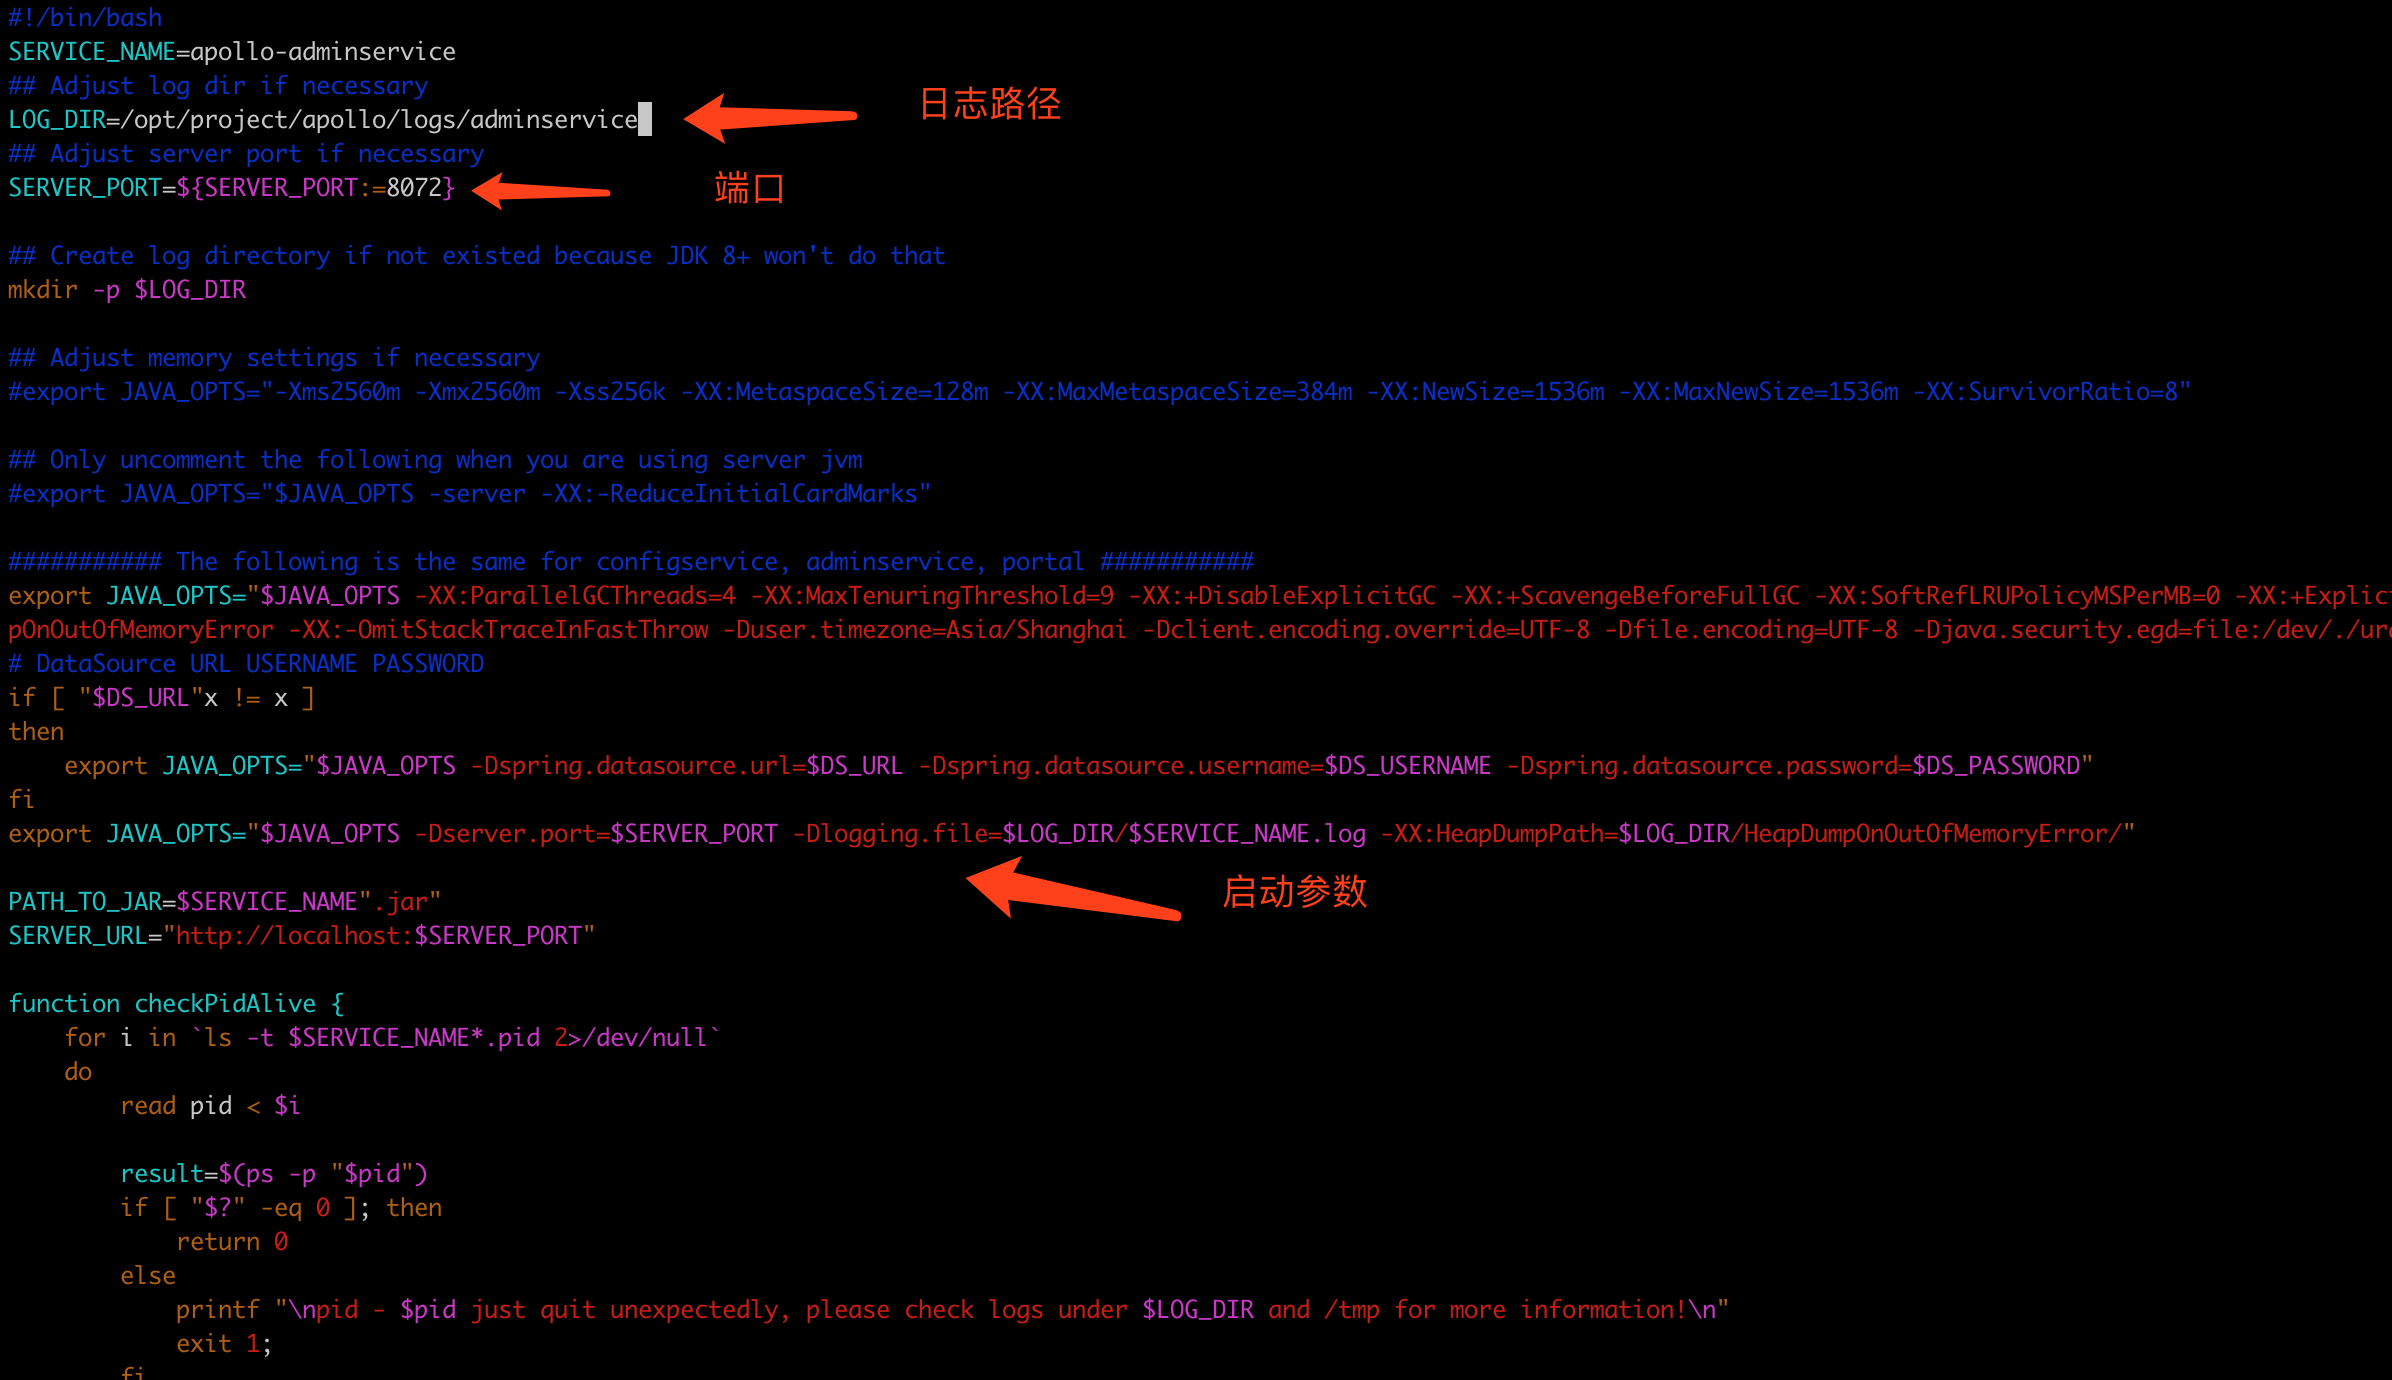 #!/bin/bash
SERVICE_NAME=apollo-adminservice
## Adjust log dir if necessary
LOG_DIR=/opt/project/apollo/logs/adminservice
日志路径
## Adjust server port if necessary
SERVER_PORT=${SERVER_PORT:=8072}
端口
## Create log directory if not existed because JDK 8+ won't do that
mkdir -p $LOG_DIR
## Adjust memory settings if necessary
#export JAVA_OPTS="-Xms2560m -Xmx2560m -Xss256k -XX:MetaspaceSize=128m -XX:MaxMetaspaceSize=384m -XX:NewSize=1536m -XX:MaxNewSize=1536m -XX:SurvivorRatio=8"
## Only uncomment the following when you are using server jvm
#export JAVA_OPTS="$JAVA_OPTS -server -XX:-ReduceInitialCardMarks"
########### The following is the same for configservice, adminservice, portal ###########
export JAVA_OPTS="$JAVA_OPTS -XX:ParallelGCThreads=4 -XX:MaxTenuringThreshold=9 -XX:+DisableExplicitGC -XX:+ScavengeBeforeFullGC -XX:SoftRefLRUPolicyMSPerMB=0 -XX:+Explici
pOnOutOfMemoryError -XX:-OmitStackTraceInFastThrow -Duser.timezone=Asia/Shanghai -Dclient.encoding.override=UTF-8 -Dfile.encoding=UTF-8 -Djava.security.egd=file:/dev/./ur
# DataSource URL USERNAME PASSWORD
if [ "$DS_URL"x != x ]
then
    export JAVA_OPTS="$JAVA_OPTS -Dspring.datasource.url=$DS_URL -Dspring.datasource.username=$DS_USERNAME -Dspring.datasource.password=$DS_PASSWORD"
fi
export JAVA_OPTS="$JAVA_OPTS -Dserver.port=$SERVER_PORT -Dlogging.file=$LOG_DIR/$SERVICE_NAME.log -XX:HeapDumpPath=$LOG_DIR/HeapDumpOnOutOfMemoryError/"
启动参数
PATH_TO_JAR=$SERVICE_NAME".jar"
SERVER_URL="http://localhost:$SERVER_PORT"
function checkPidAlive {
    for i in `ls -t $SERVICE_NAME*.pid 2>/dev/null`
    do
        read pid < $i
        result=$(ps -p "$pid")
        if [ "$?" -eq 0 ]; then
            return 0
        else
            printf "\npid - $pid just quit unexpectedly, please check logs under $LOG_DIR and /tmp for more information!\n"
            exit 1;
        fi